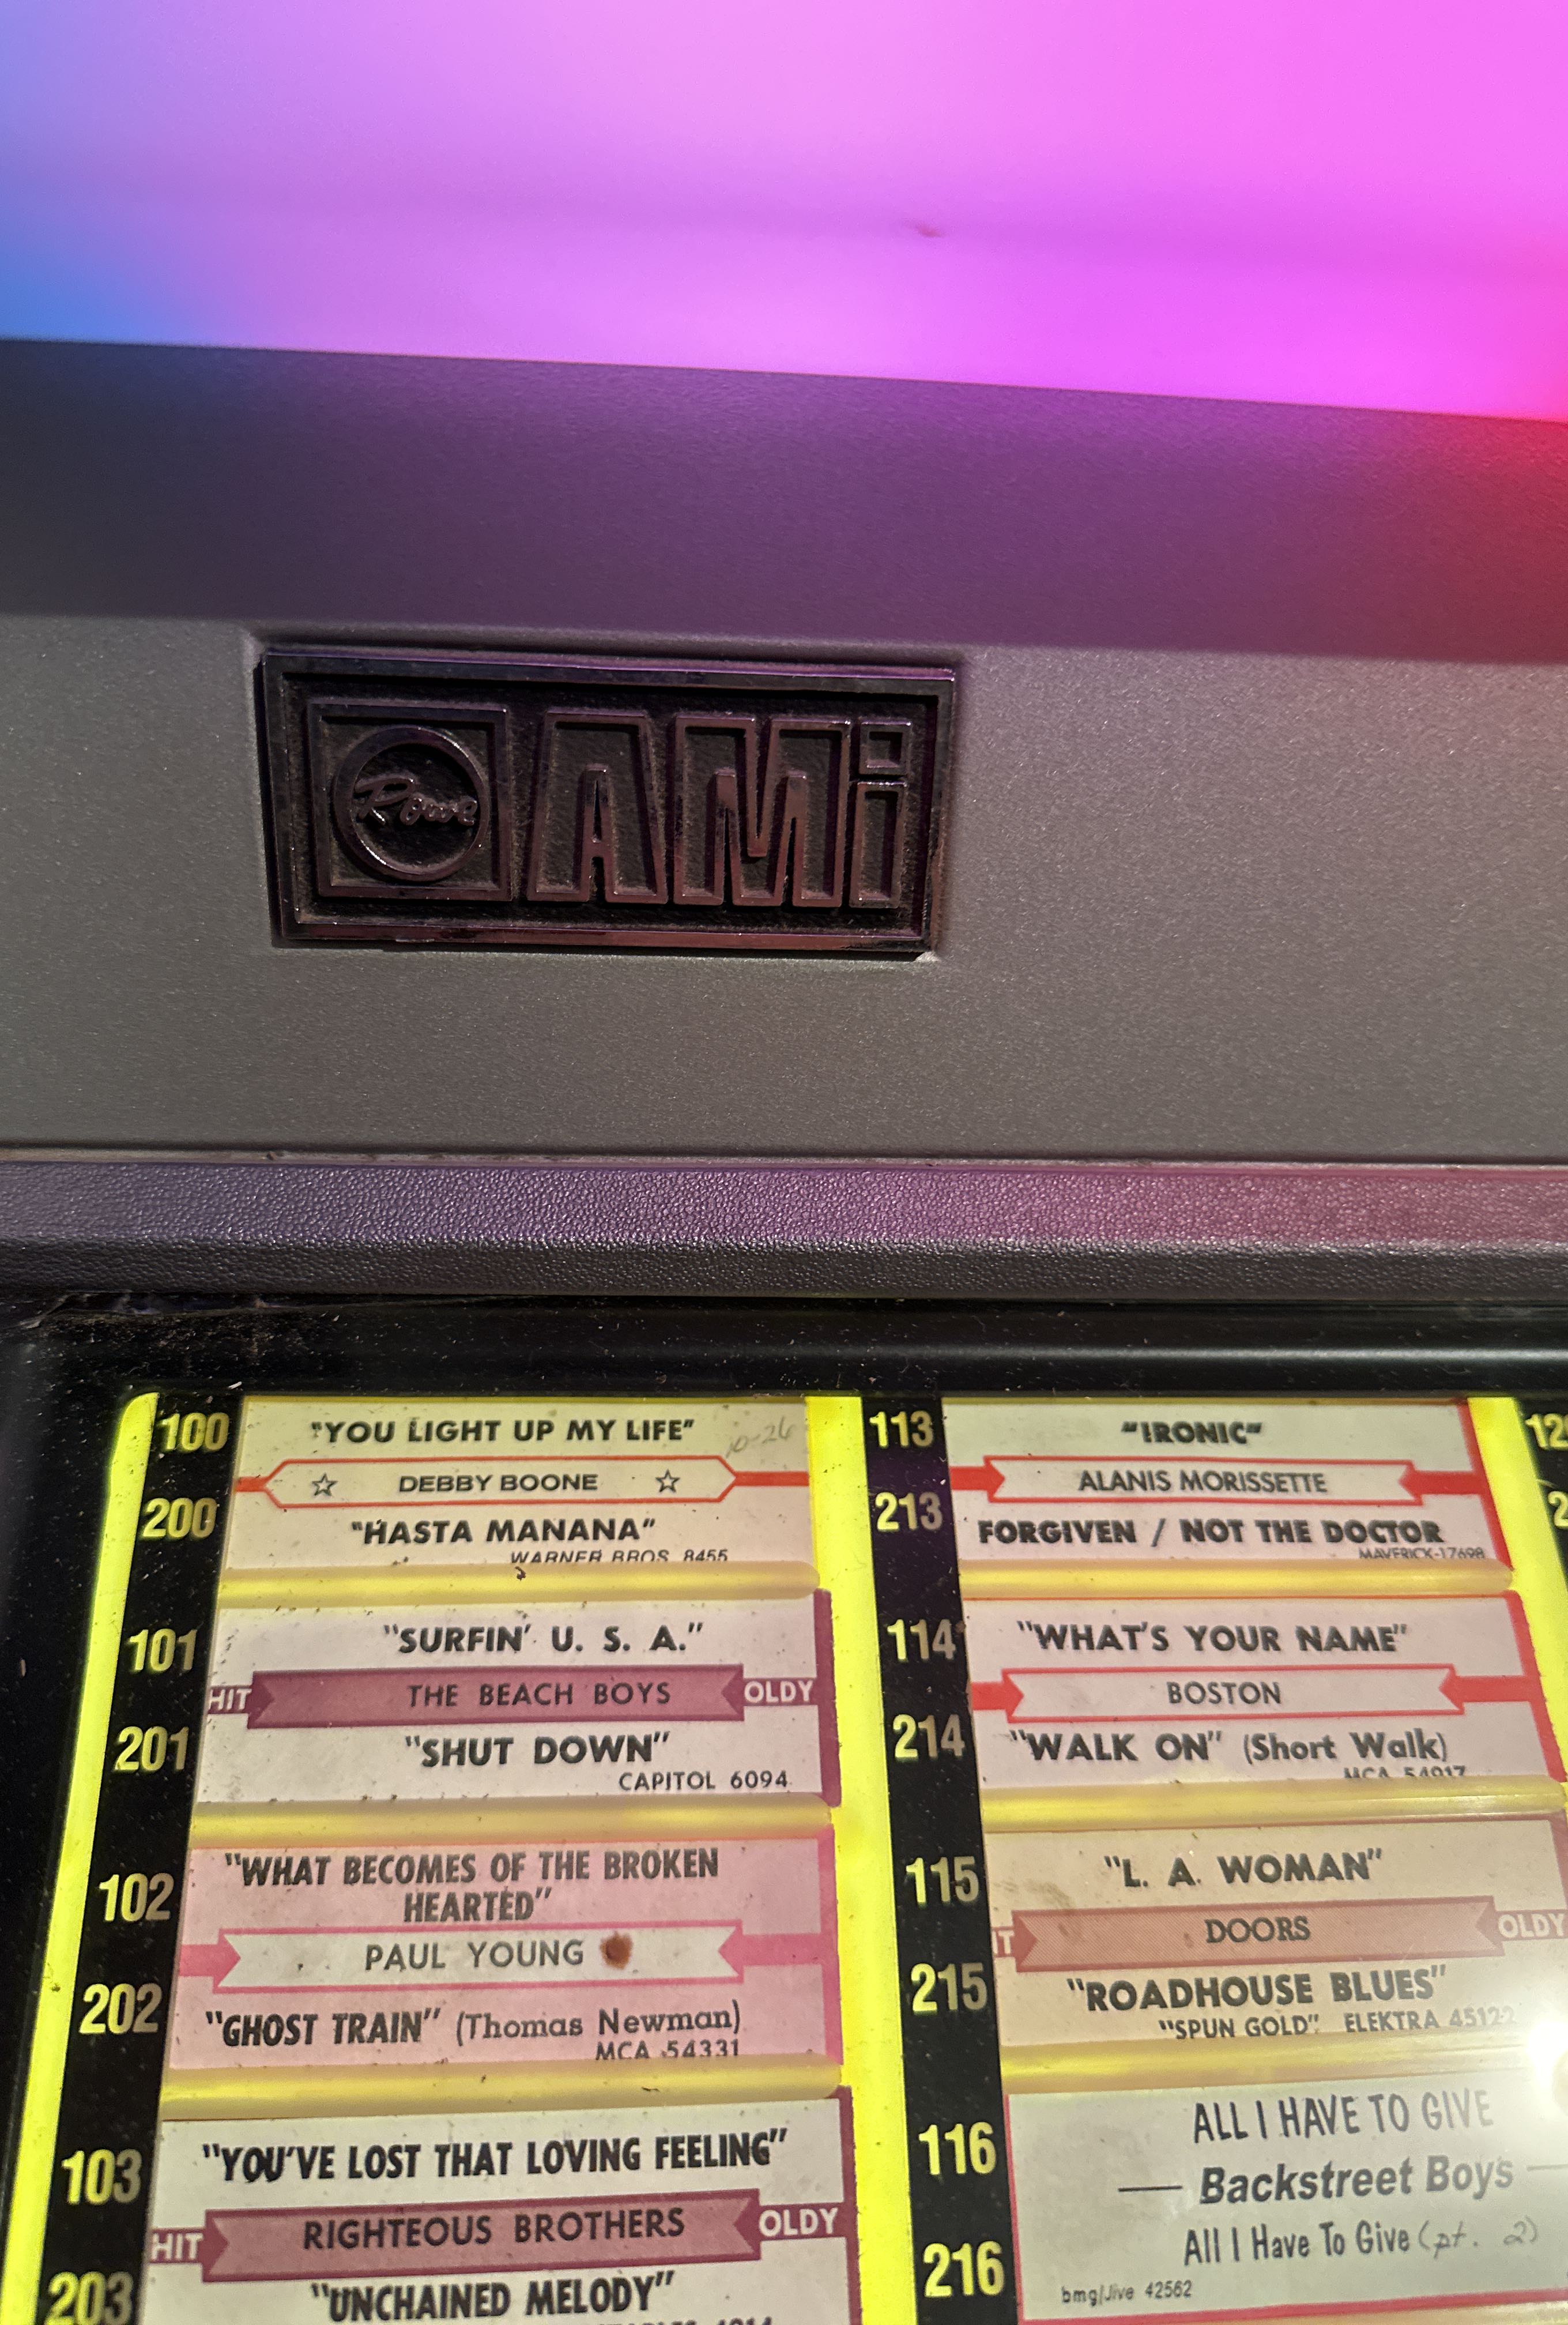 Rowe AMi
100
"YOU LIGHT UP MY LIFE"
10-26
☆ DEBBY BOONE ☆
200
"HASTA MANANA"
WARNER BROS. 8455
101
"SURFIN' U. S. A."
HIT THE BEACH BOYS OLDY
201
"SHUT DOWN"
CAPITOL 6094
102
"WHAT BECOMES OF THE BROKEN
HEARTED"
PAUL YOUNG
202
"GHOST TRAIN" (Thomas Newman)
MCA 54331
103
"YOU'VE LOST THAT LOVING FEELING"
HIT RIGHTEOUS BROTHERS OLDY
203
"UNCHAINED MELODY"
113
"IRONIC"
ALANIS MORISSETTE
213
FORGIVEN / NOT THE DOCTOR
MAVERICK-17698
114
"WHAT'S YOUR NAME"
BOSTON
214
"WALK ON" (Short Walk)
MCA 54917
115
"L. A. WOMAN"
DOORS OLDY
215
"ROADHOUSE BLUES"
"SPUN GOLD" ELEKTRA 45122
116
ALL I HAVE TO GIVE
— Backstreet Boys —
216
All I Have To Give (pt. 2)
bmg/Jive 42562